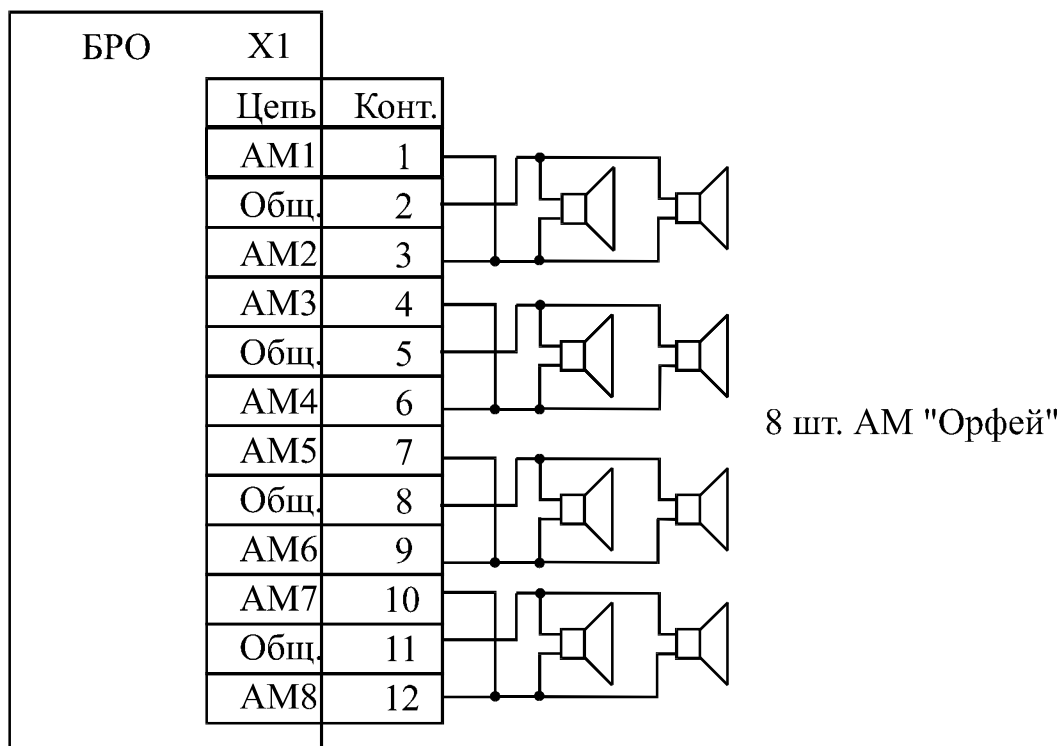 БРО X1
Цепь Конт.
АМ1 1
Общ. 2
АМ2 3
АМ3 4
Общ. 5
АМ4 6
АМ5 7
Общ. 8
АМ6 9
АМ7 10
Общ. 11
АМ8 12
8 шт. АМ "Орфей"